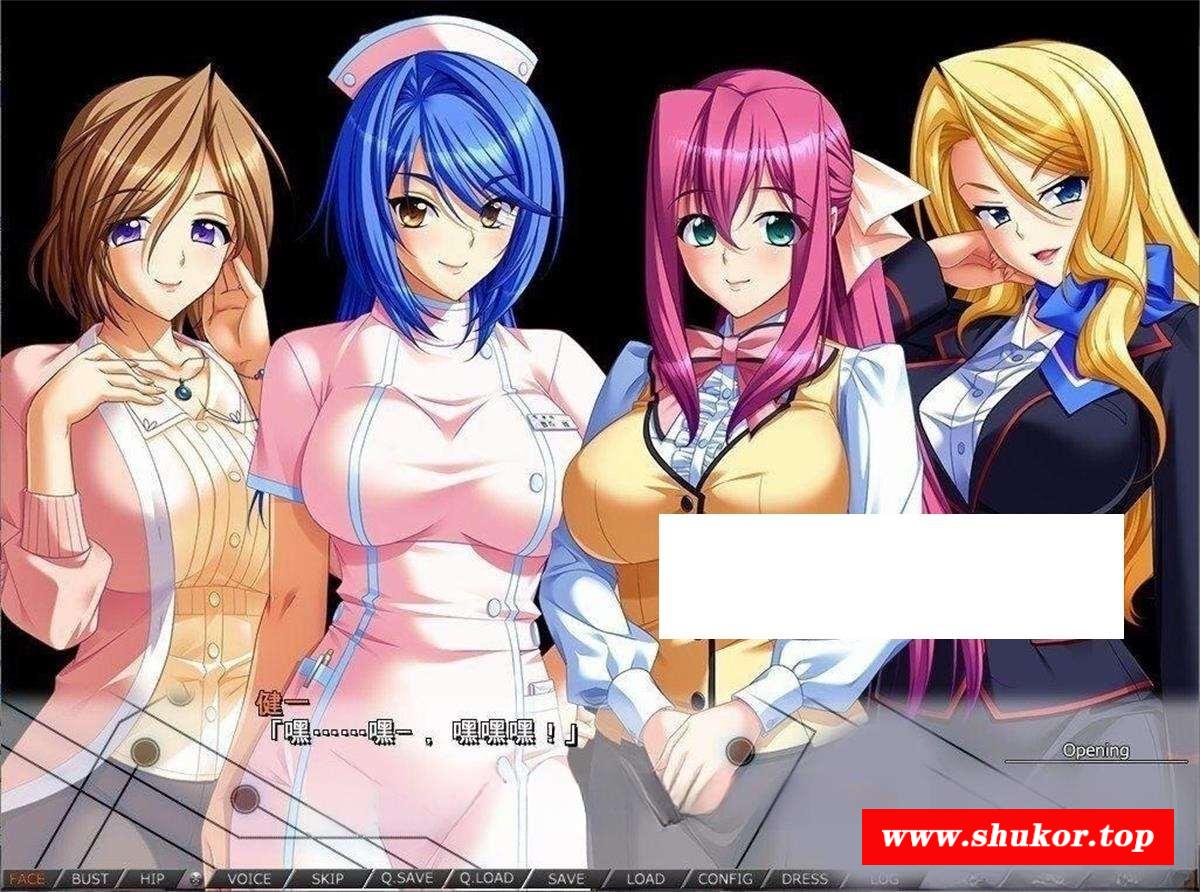 健一
「嘿……嘿－，嘿嘿嘿！」
Opening
www.shukor.top
FACE BUST HIP VOICE SKIP Q.SAVE Q.LOAD SAVE LOAD CONFIG DRESS LOG